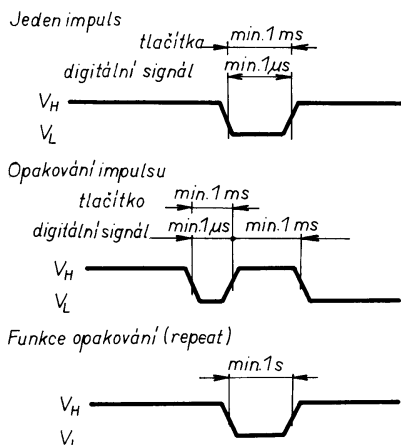 Jeden impuls
tlačítka min. 1 ms
digitální signál min. 1 μs
V_H
V_L
Opakování impulsu
tlačítko min. 1 ms
digitální signál min. 1 μs min. 1 ms
V_H
V_L
Funkce opakování (repeat)
min. 1 s
V_H